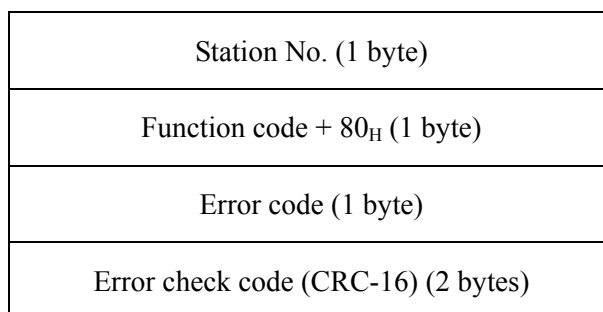 Station No. (1 byte)
Function code + 80H (1 byte)
Error code (1 byte)
Error check code (CRC-16) (2 bytes)